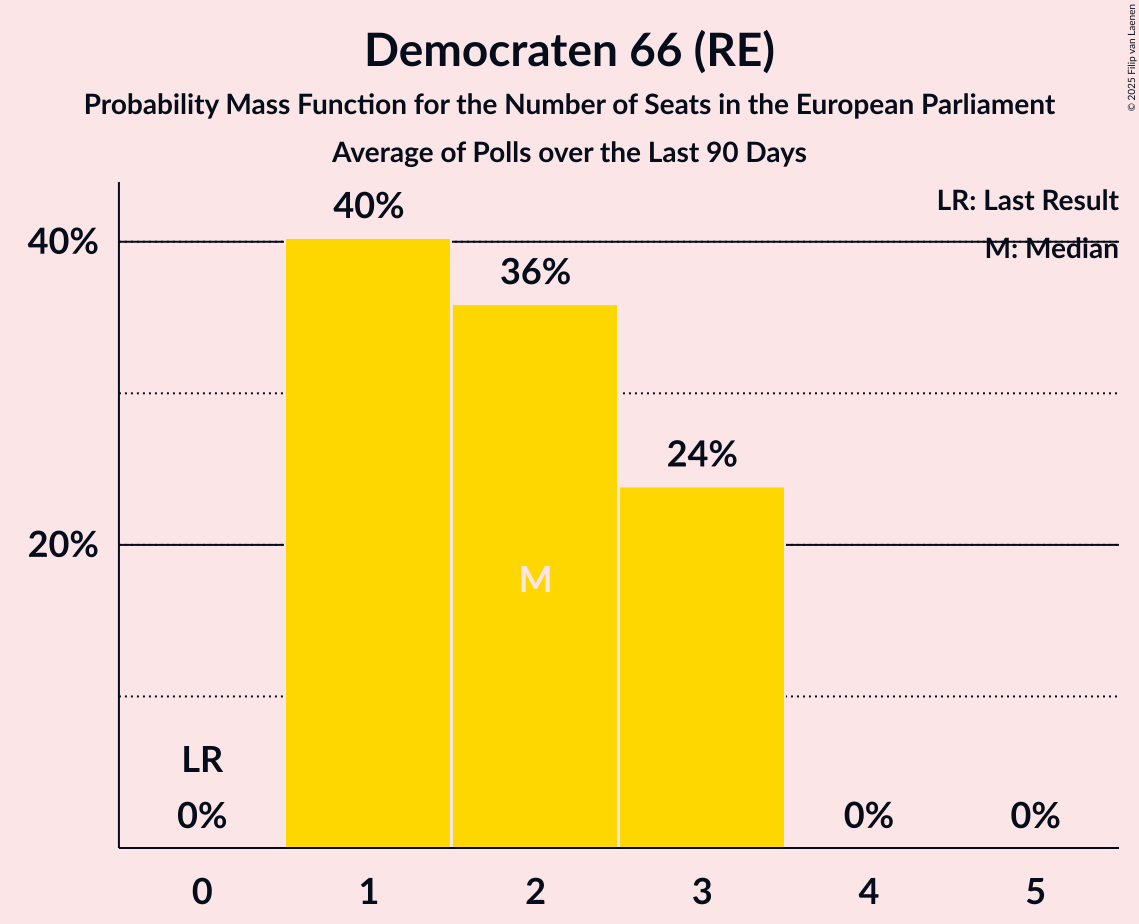 Democraten 66 (RE)
Probability Mass Function for the Number of Seats in the European Parliament
Average of Polls over the Last 90 Days
© 2025 Filip van Laenen
LR: Last Result
M: Median
40%
20%
40%
36%
24%
M
LR
0%
0%
0%
0 1 2 3 4 5